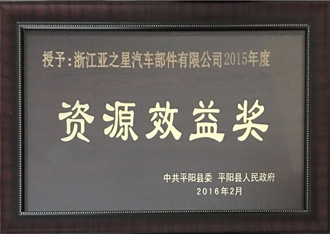 授予：浙江亚之星汽车部件有限公司2015年度
资源效益奖
中共平阳县委 平阳县人民政府
2016年2月